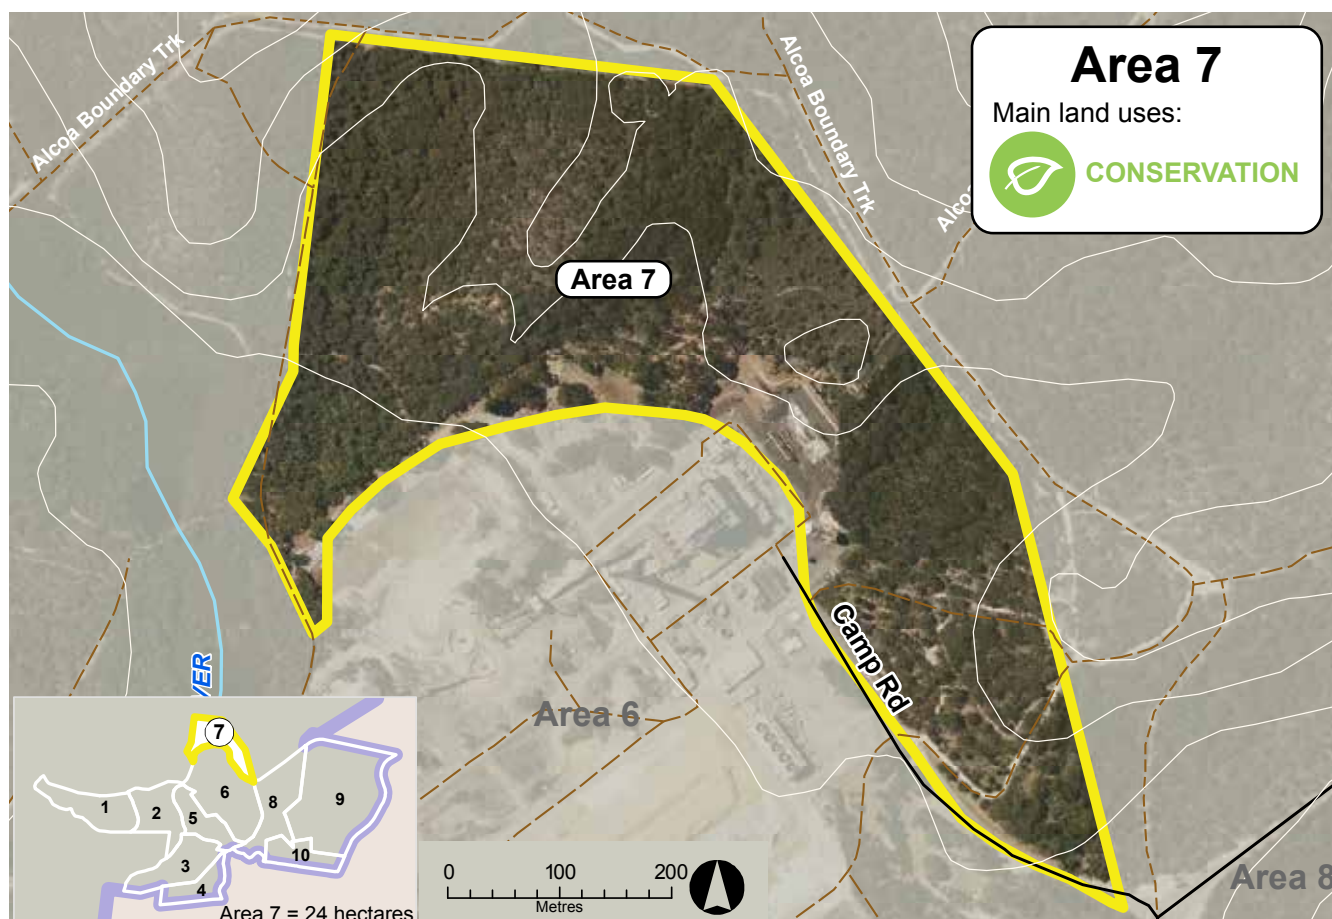 Area 7
Main land uses:
CONSERVATION
Alcoa Boundary Trk
Alcoa Boundary Trk
Area 7
Camp Rd
Area 6
Area 8
7
1
2
3
4
5
6
8
9
10
Area 7 = 24 hectares
0 100 200
Metres